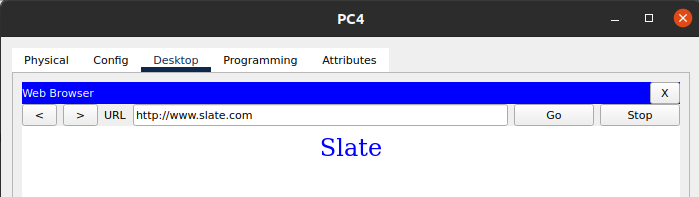 PC4
Physical Config Desktop Programming Attributes
Web Browser X
< > URL http://www.slate.com Go Stop
Slate